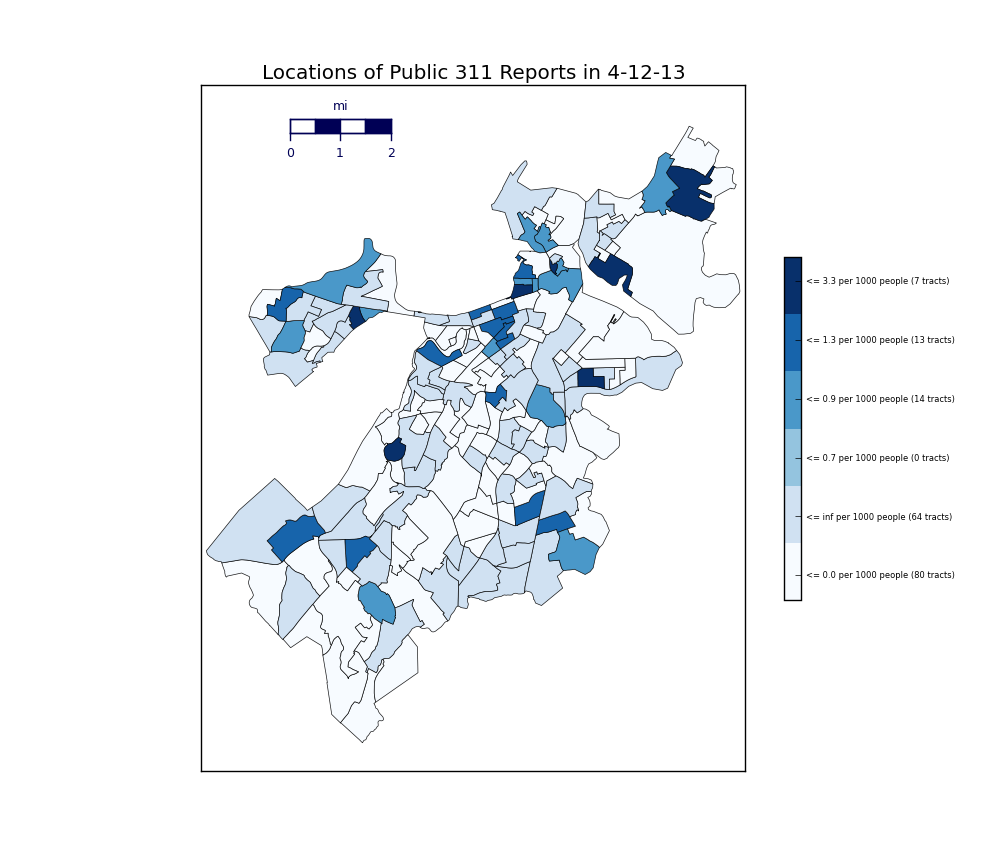 Locations of Public 311 Reports in 4-12-13
mi
0 1 2
<= 3.3 per 1000 people (7 tracts)
<= 1.3 per 1000 people (13 tracts)
<= 0.9 per 1000 people (14 tracts)
<= 0.7 per 1000 people (0 tracts)
<= inf per 1000 people (64 tracts)
<= 0.0 per 1000 people (80 tracts)